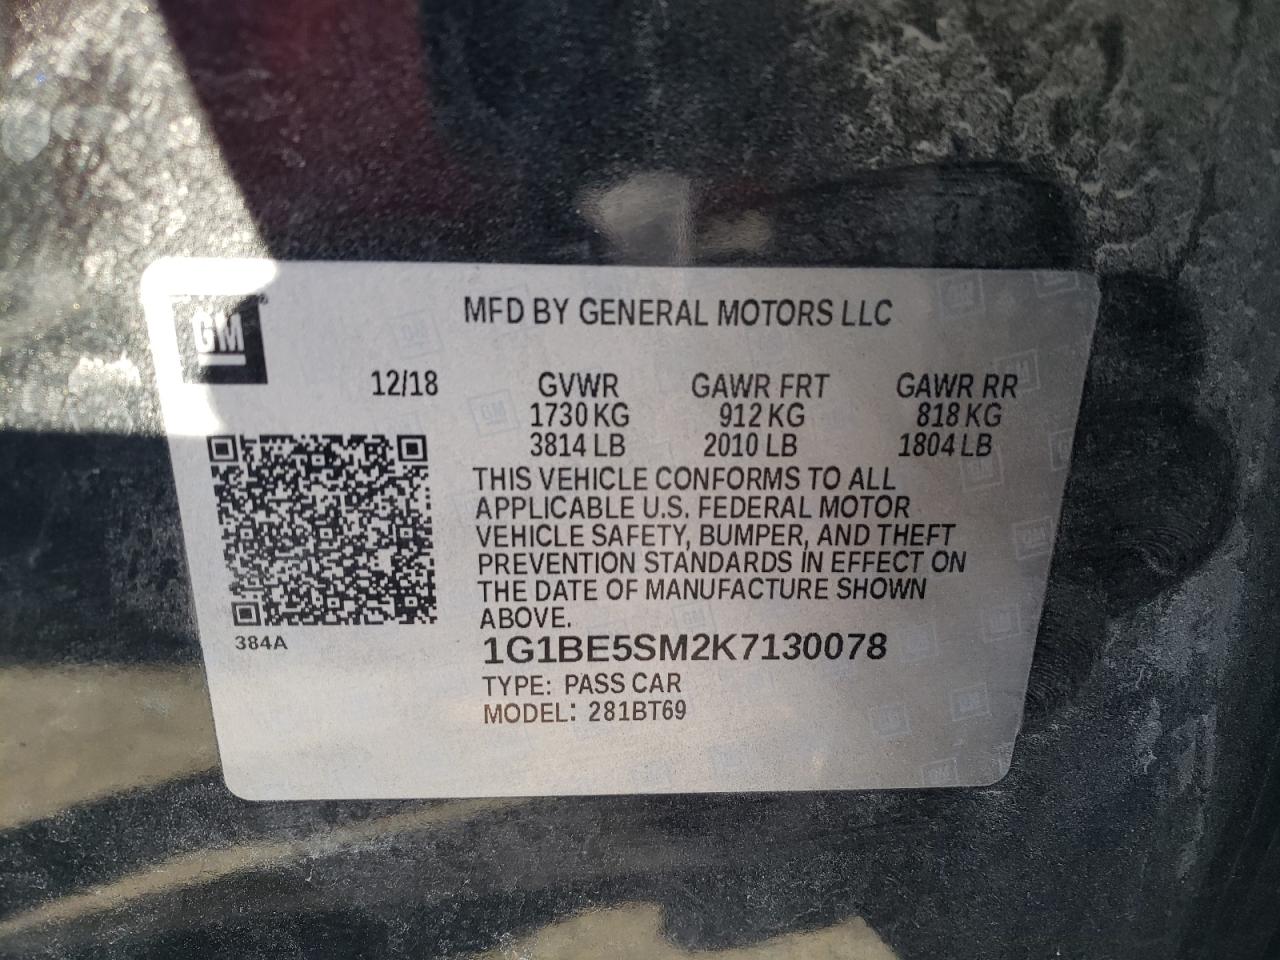 GM
MFD BY GENERAL MOTORS LLC
12/18 GVWR GAWR FRT GAWR RR
1730 KG 912 KG 818 KG
3814 LB 2010 LB 1804 LB
THIS VEHICLE CONFORMS TO ALL
APPLICABLE U.S. FEDERAL MOTOR
VEHICLE SAFETY, BUMPER, AND THEFT
PREVENTION STANDARDS IN EFFECT ON
THE DATE OF MANUFACTURE SHOWN
ABOVE.
384A
1G1BE5SM2K7130078
TYPE: PASS CAR
MODEL: 281BT69